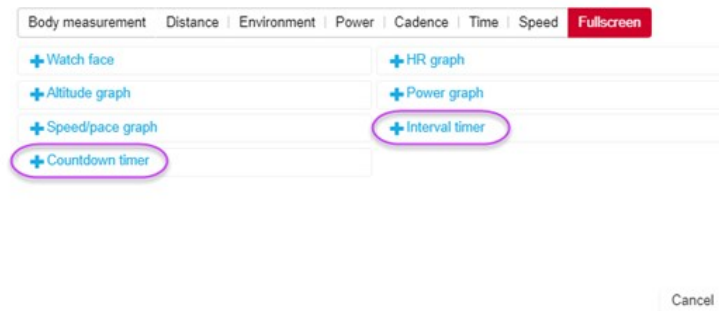 Body measurement Distance Environment Power Cadence Time Speed Fullscreen
Watch face HR graph
Altitude graph Power graph
Speed/pace graph Interval timer
Countdown timer
Cancel